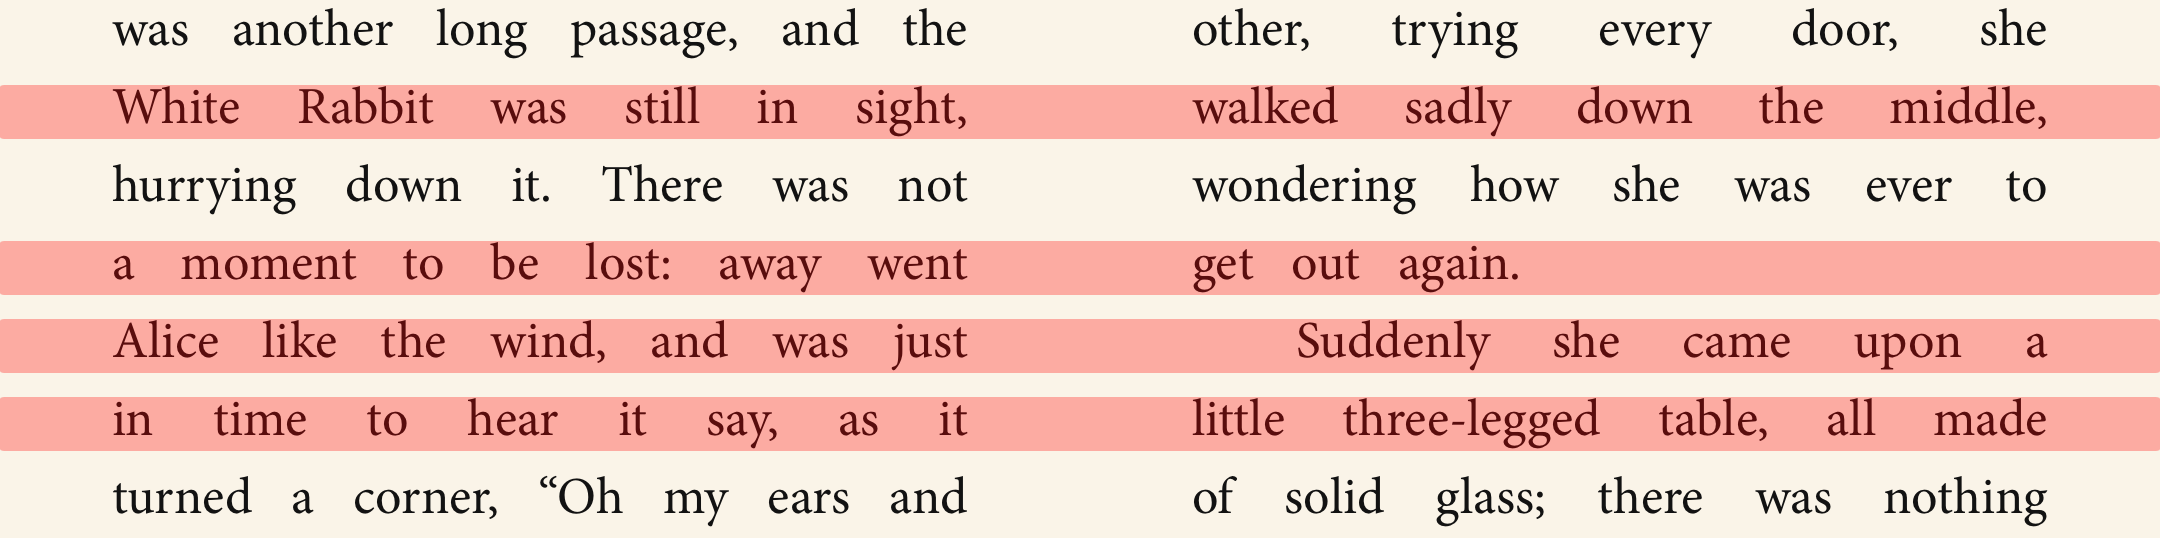 was another long passage, and the
White Rabbit was still in sight,
hurrying down it. There was not
a moment to be lost: away went
Alice like the wind, and was just
in time to hear it say, as it
turned a corner, “Oh my ears and
other, trying every door, she
walked sadly down the middle,
wondering how she was ever to
get out again.
Suddenly she came upon a
little three-legged table, all made
of solid glass; there was nothing